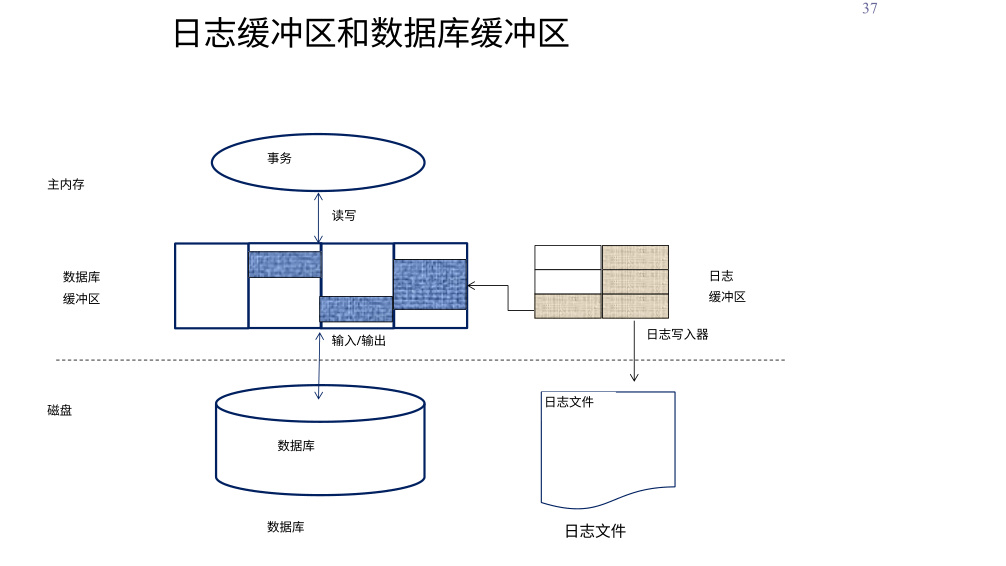 37
日志缓冲区和数据库缓冲区
事务
主内存
读写
数据库
缓冲区
日志
缓冲区
输入/输出
日志写入器
磁盘
日志文件
数据库
数据库
日志文件